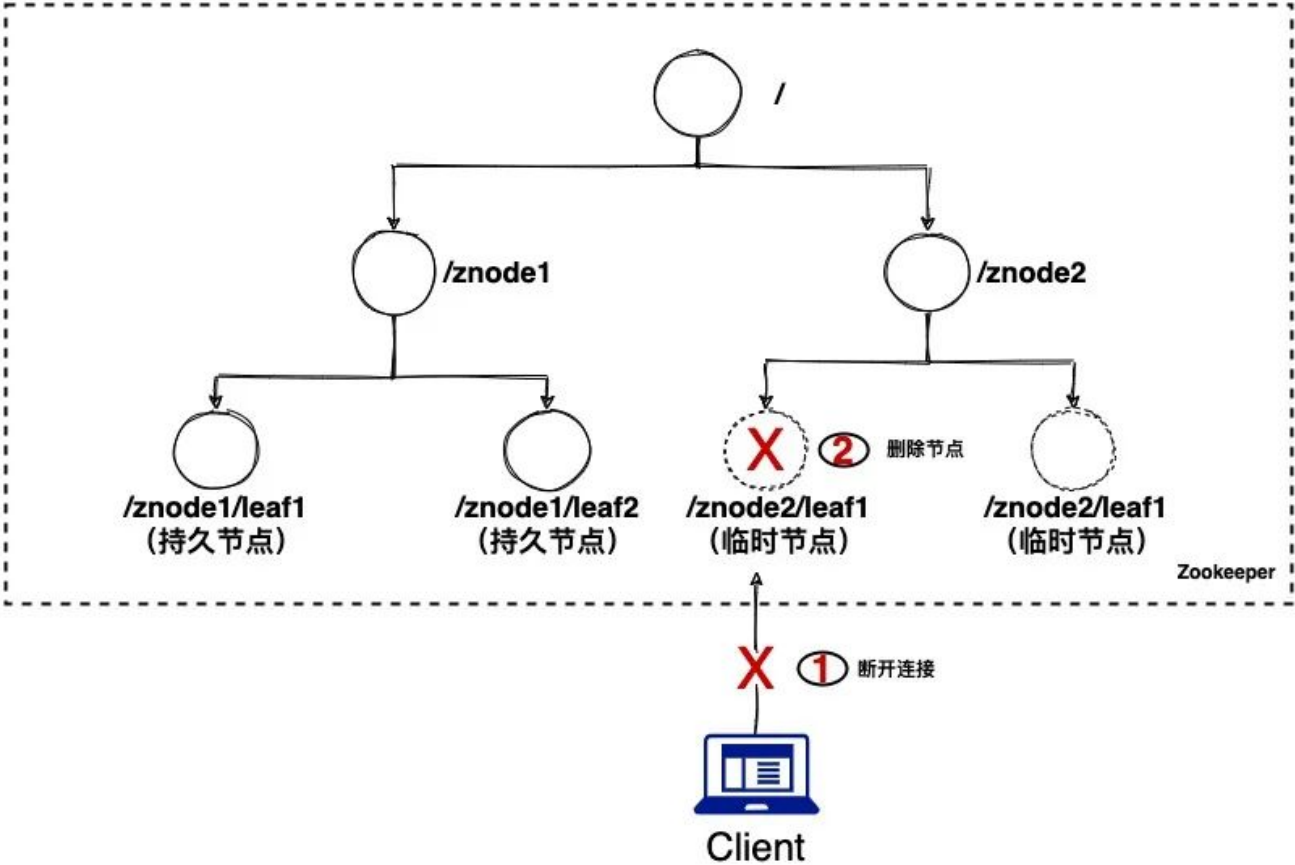 /
/znode1
/znode2
2 删除节点
/znode1/leaf1
(持久节点)
/znode1/leaf2
(持久节点)
/znode2/leaf1
(临时节点)
/znode2/leaf1
(临时节点)
Zookeeper
X
X
1 断开连接
Client